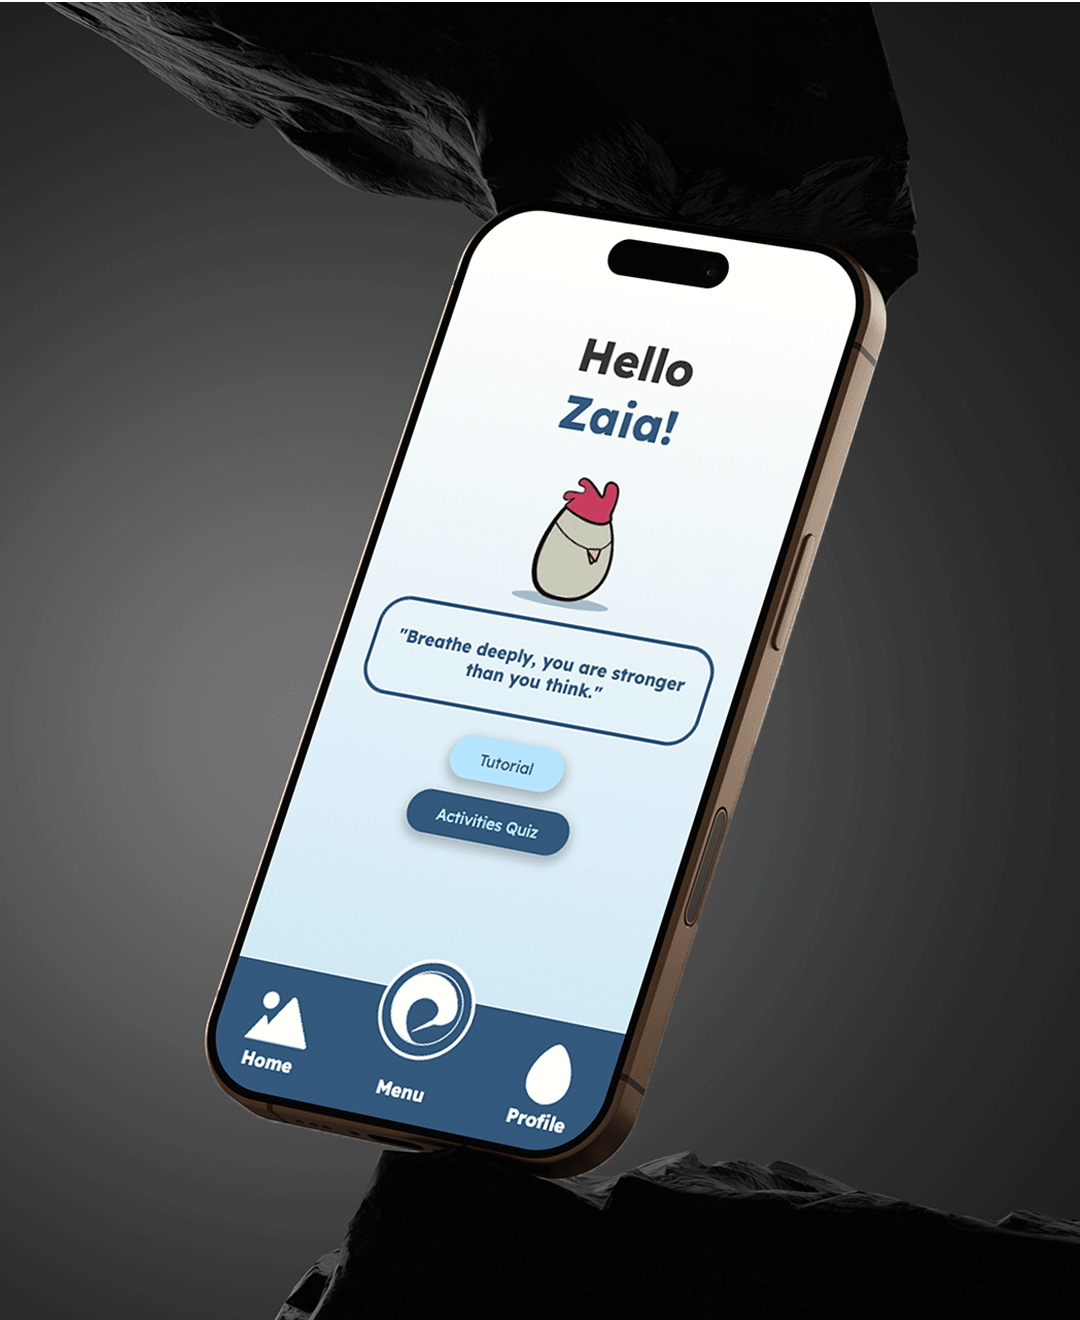 Hello
Zaia!
"Breathe deeply, you are stronger
than you think."
Tutorial
Activities Quiz
Home
Menu
Profile